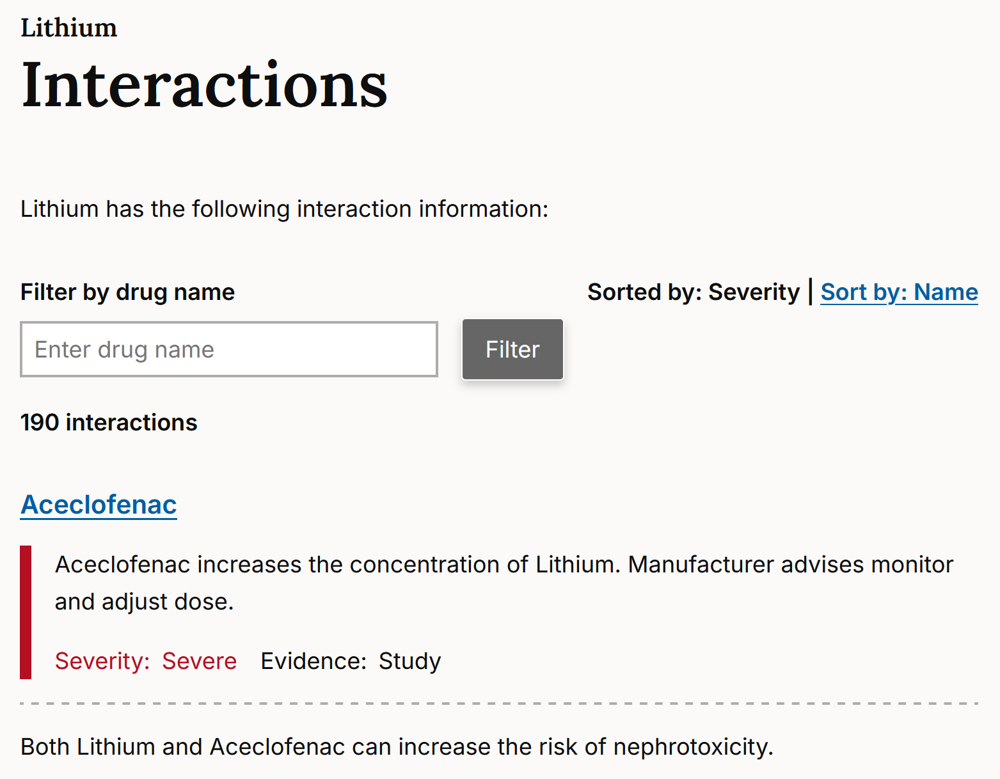 Lithium
Interactions
Lithium has the following interaction information:
Filter by drug name
Sorted by: Severity | Sort by: Name
Enter drug name
Filter
190 interactions
Aceclofenac
Aceclofenac increases the concentration of Lithium. Manufacturer advises monitor
and adjust dose.
Severity: Severe Evidence: Study
Both Lithium and Aceclofenac can increase the risk of nephrotoxicity.